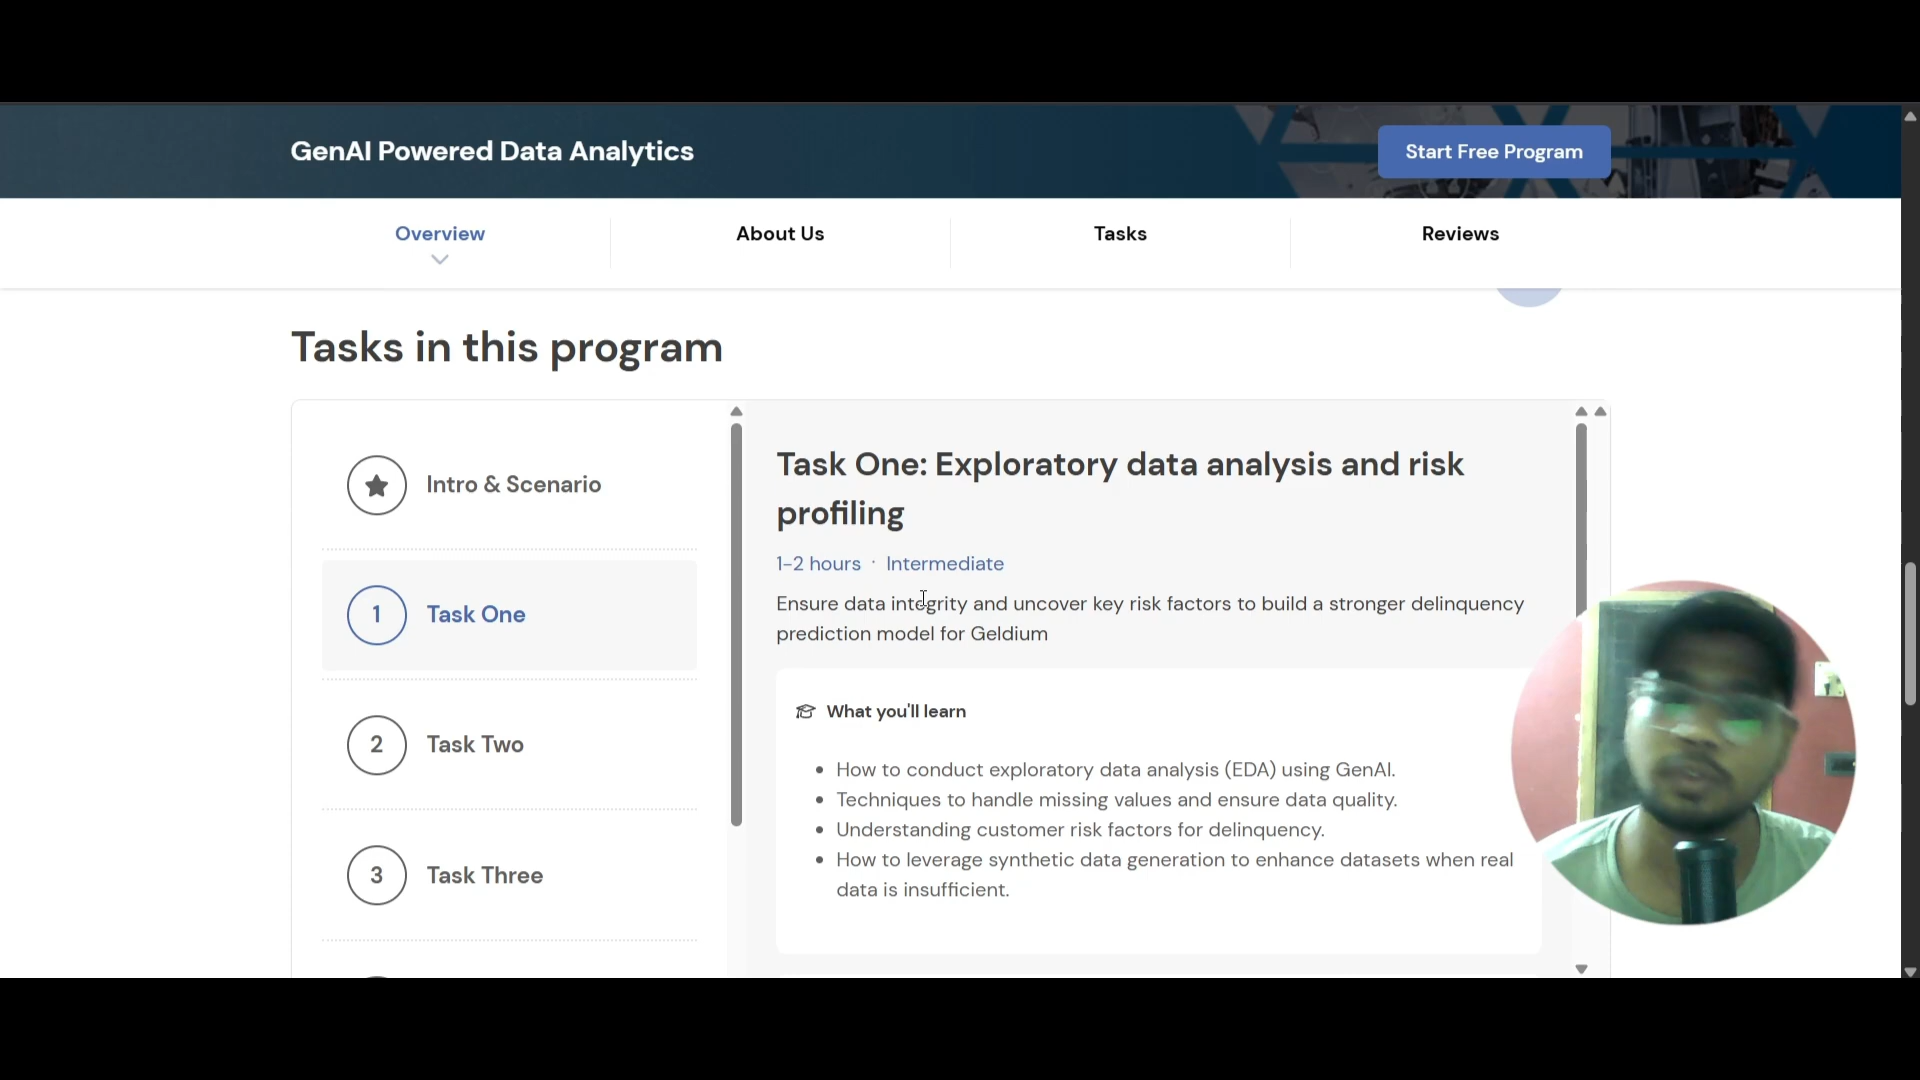 GenAI Powered Data Analytics
Start Free Program
Overview
About Us
Tasks
Reviews
Tasks in this program
Intro & Scenario
1
Task One
2
Task Two
3
Task Three
Task One: Exploratory data analysis and risk
profiling
1-2 hours · Intermediate
Ensure data integrity and uncover key risk factors to build a stronger delinquency
prediction model for Geldium
What you'll learn
• How to conduct exploratory data analysis (EDA) using GenAI.
• Techniques to handle missing values and ensure data quality.
• Understanding customer risk factors for delinquency.
• How to leverage synthetic data generation to enhance datasets when real
data is insufficient.